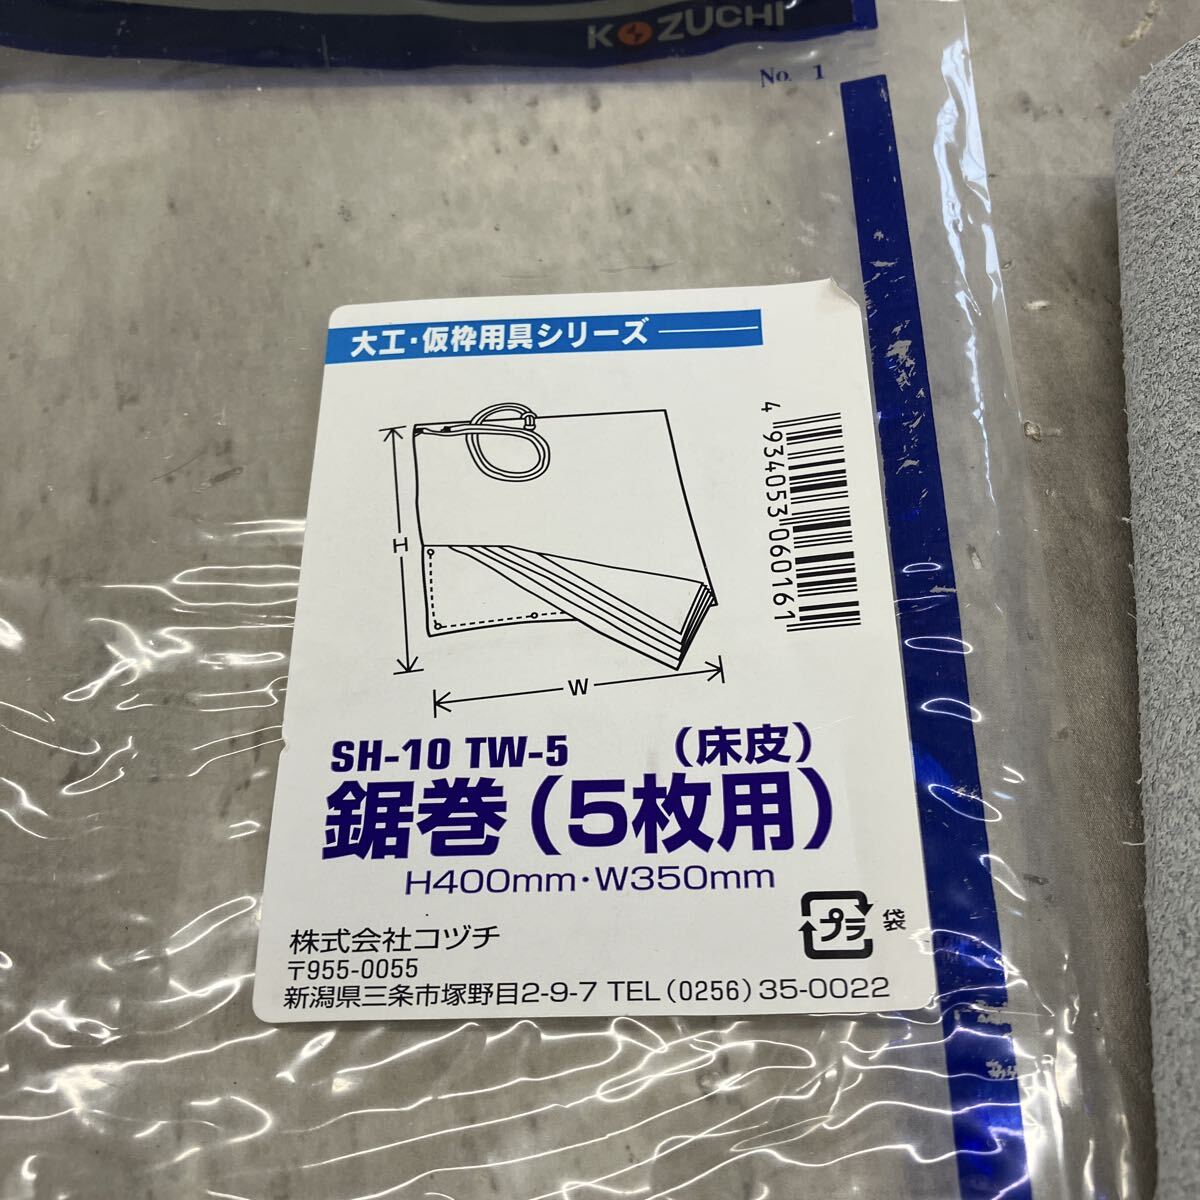 KOZUCHI
No. 1
大工・仮枠用具シリーズ
H
W
4934053060161
SH-10 TW-5 （床皮）
鋸巻（5枚用）
H400mm・W350mm
プラ 袋
株式会社コヅチ
〒955-0055
新潟県三条市塚野目2-9-7 TEL（0256）35-0022